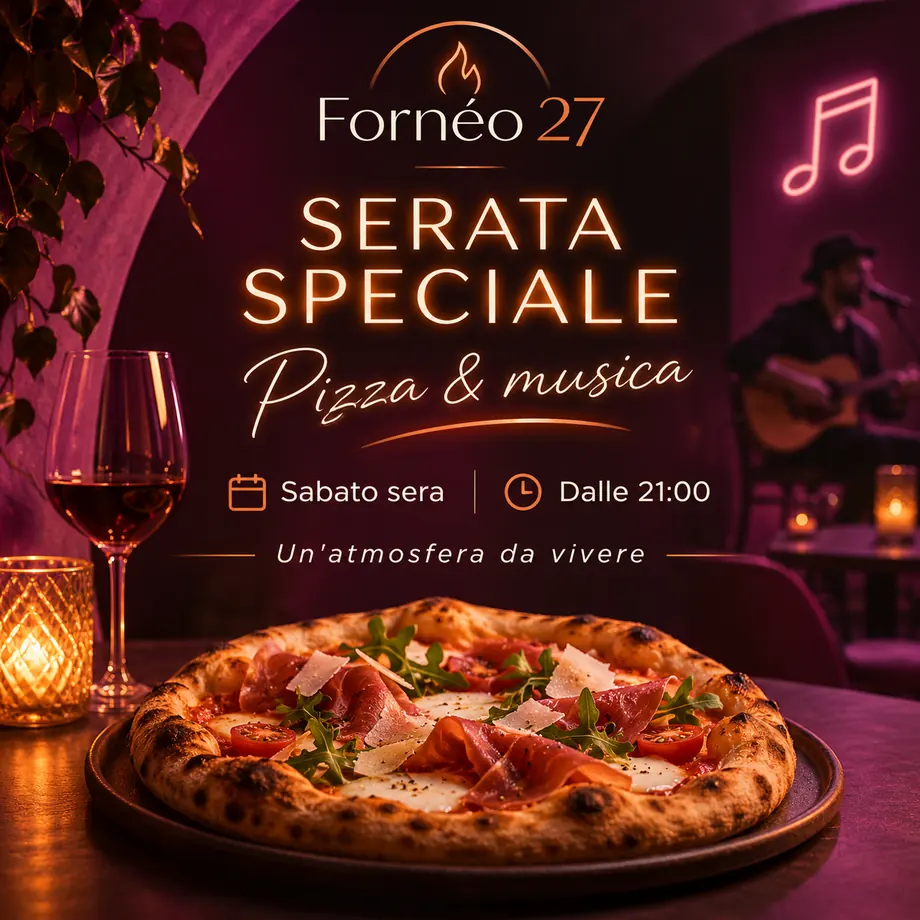 Fornéo 27
SERATA
SPECIALE
Pizza & musica
Sabato sera
Dalle 21:00
Un'atmosfera da vivere